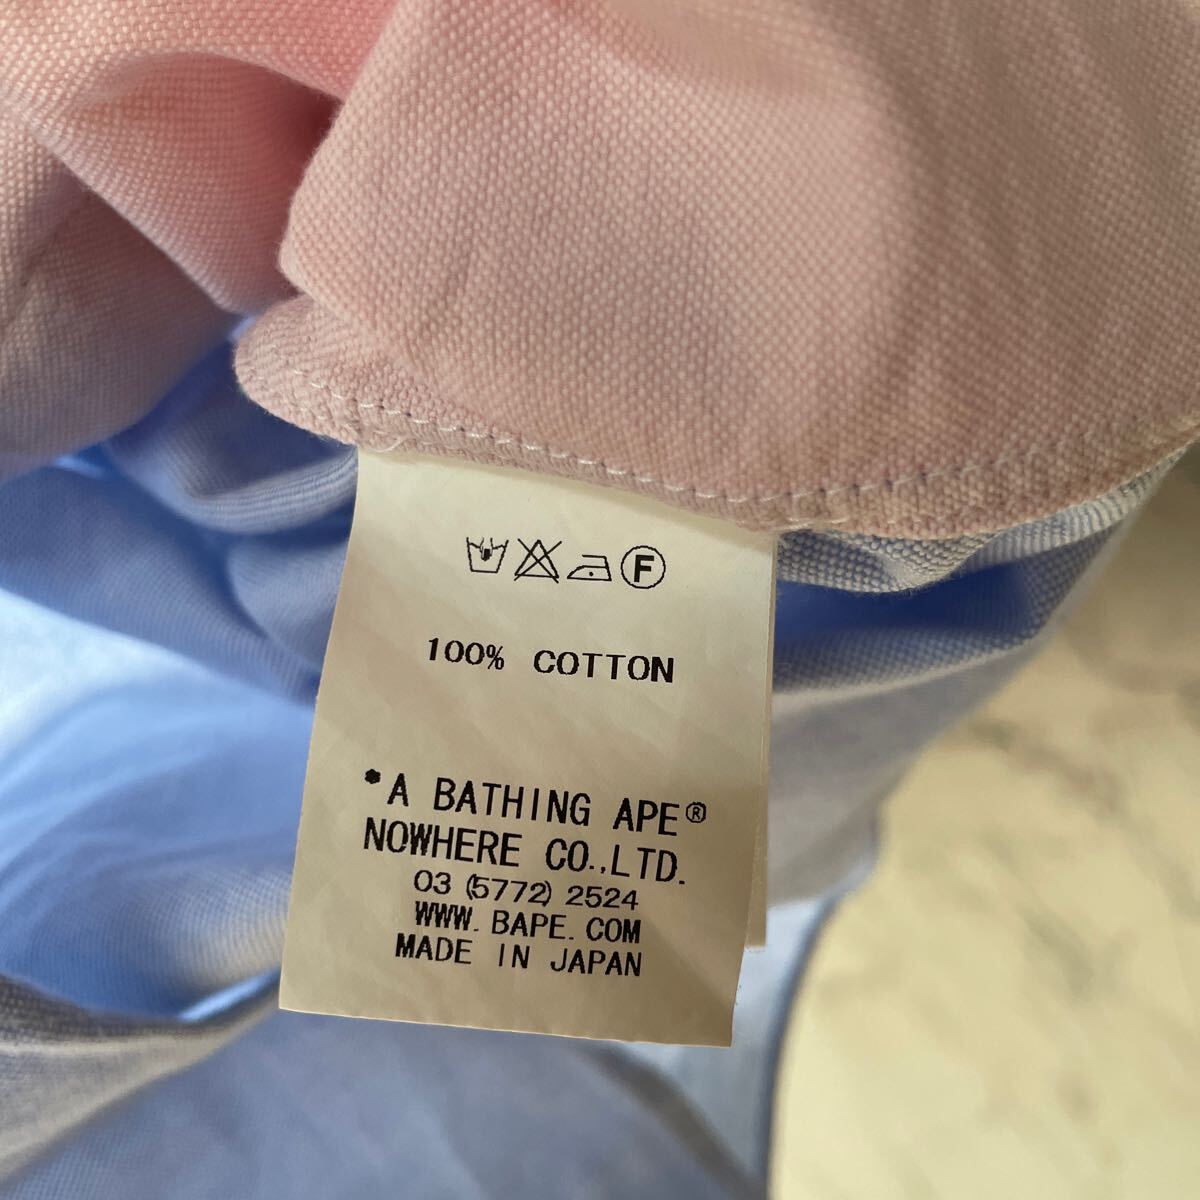 F
100% COTTON
*A BATHING APE®
NOWHERE CO.,LTD.
03 (5772) 2524
WWW. BAPE. COM
MADE IN JAPAN